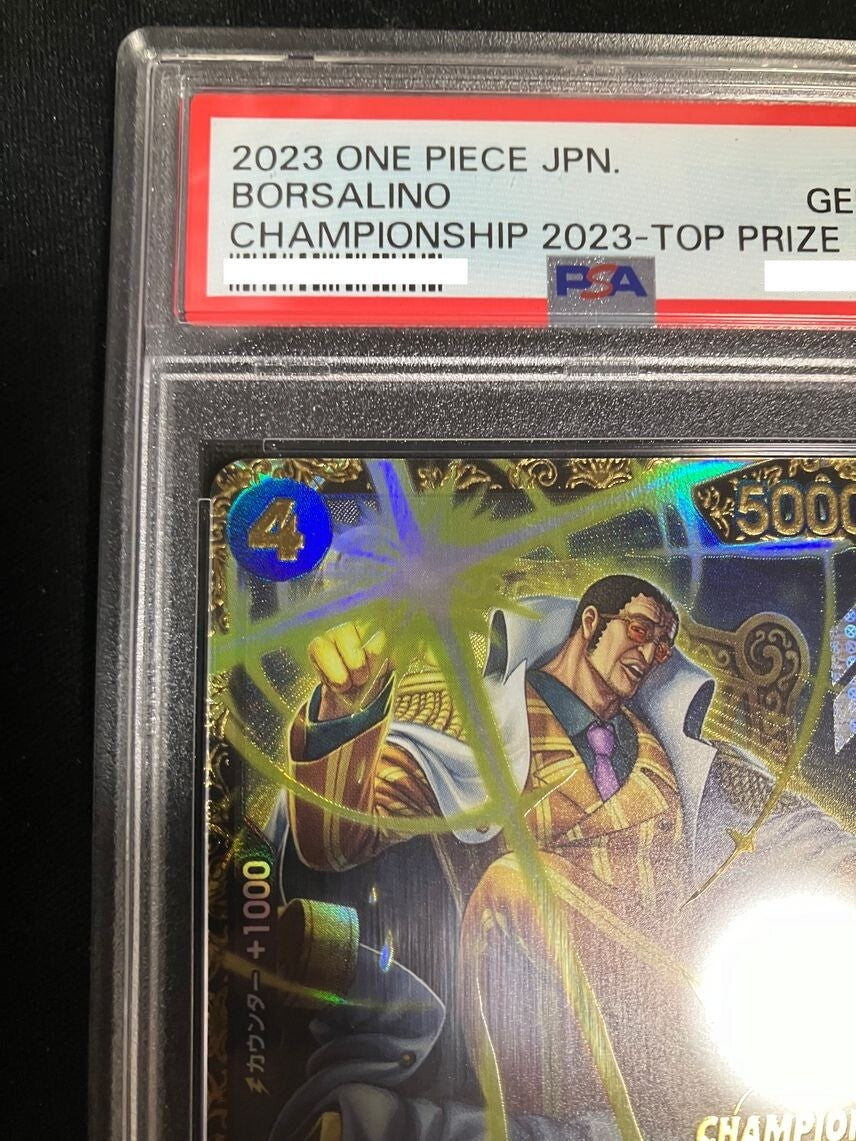 2023 ONE PIECE JPN.
BORSALINO
GE
CHAMPIONSHIP 2023-TOP PRIZE
PSA
4
5000
カウンター +1000
CHAMPION